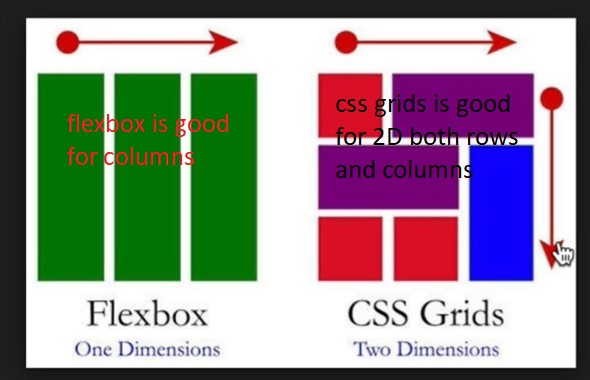 flexbox is good
for columns
css grids is good
for 2D both rows
and columns
Flexbox
One Dimensions
CSS Grids
Two Dimensions